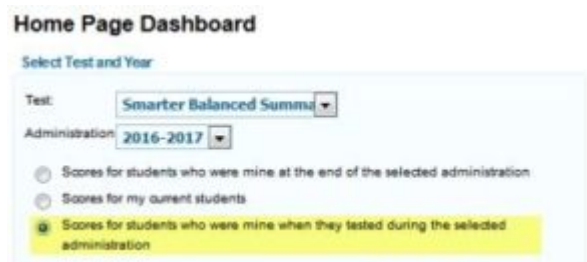 Home Page Dashboard
Select Test and Year
Test:
Smarter Balanced Summa
Administration
2016-2017
Scores for students who were mine at the end of the selected administration
Scores for my current students
Scores for students who were mine when they tested during the selected
administration